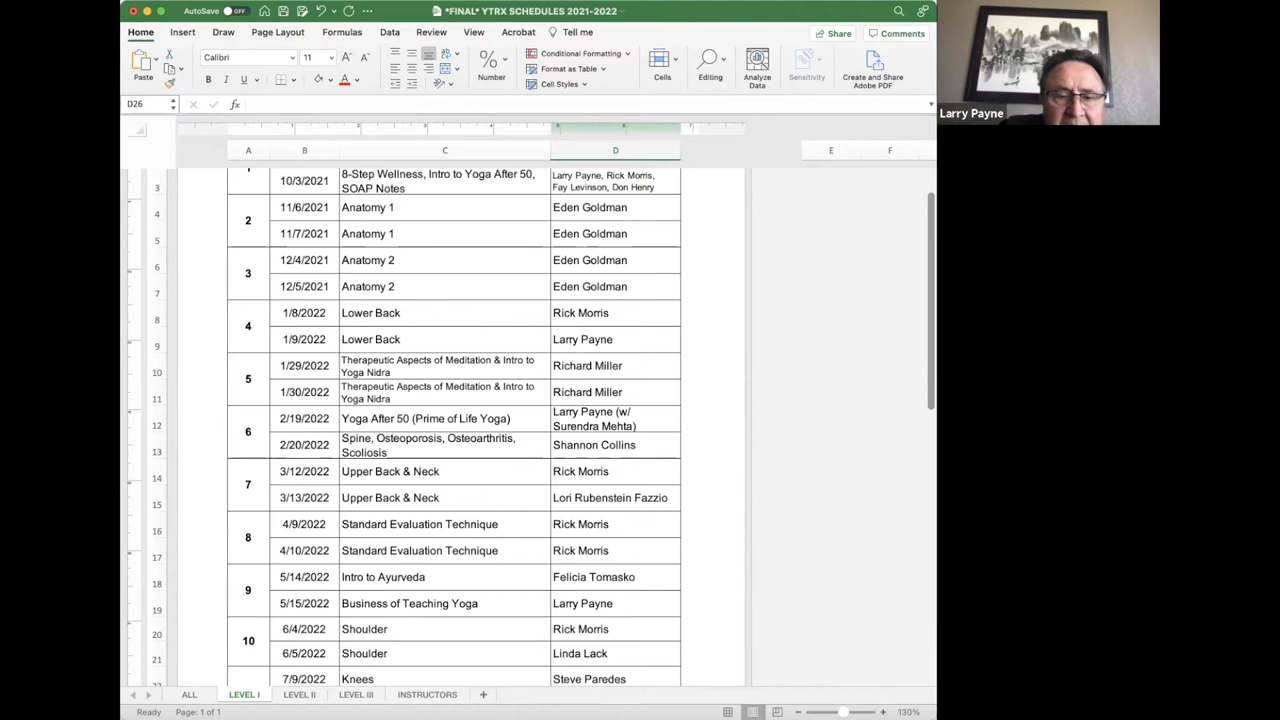 AutoSave OFF
*FINAL* YTRX SCHEDULES 2021-2022
Home Insert Draw Page Layout Formulas Data Review View Acrobat Tell me
Share Comments
Paste
Calibri 11
B I U A
Number
Conditional Formatting
Format as Table
Cell Styles
Cells
Editing
Analyze Data
Sensitivity
Create and Share Adobe PDF
D26 fx
A B C D E F
3 10/3/2021 8-Step Wellness, Intro to Yoga After 50, SOAP Notes Larry Payne, Rick Morris, Fay Levinson, Don Henry
2
4 11/6/2021 Anatomy 1 Eden Goldman
5 11/7/2021 Anatomy 1 Eden Goldman
3
6 12/4/2021 Anatomy 2 Eden Goldman
7 12/5/2021 Anatomy 2 Eden Goldman
4
8 1/8/2022 Lower Back Rick Morris
9 1/9/2022 Lower Back Larry Payne
5
10 1/29/2022 Therapeutic Aspects of Meditation & Intro to Yoga Nidra Richard Miller
11 1/30/2022 Therapeutic Aspects of Meditation & Intro to Yoga Nidra Richard Miller
6
12 2/19/2022 Yoga After 50 (Prime of Life Yoga) Larry Payne (w/ Surendra Mehta)
13 2/20/2022 Spine, Osteoporosis, Osteoarthritis, Scoliosis Shannon Collins
7
14 3/12/2022 Upper Back & Neck Rick Morris
15 3/13/2022 Upper Back & Neck Lori Rubenstein Fazzio
8
16 4/9/2022 Standard Evaluation Technique Rick Morris
17 4/10/2022 Standard Evaluation Technique Rick Morris
9
18 5/14/2022 Intro to Ayurveda Felicia Tomasko
19 5/15/2022 Business of Teaching Yoga Larry Payne
10
20 6/4/2022 Shoulder Rick Morris
21 6/5/2022 Shoulder Linda Lack
7/9/2022 Knees Steve Paredes
ALL LEVEL I LEVEL II LEVEL III INSTRUCTORS
Ready Page: 1 of 1 130%
Larry Payne